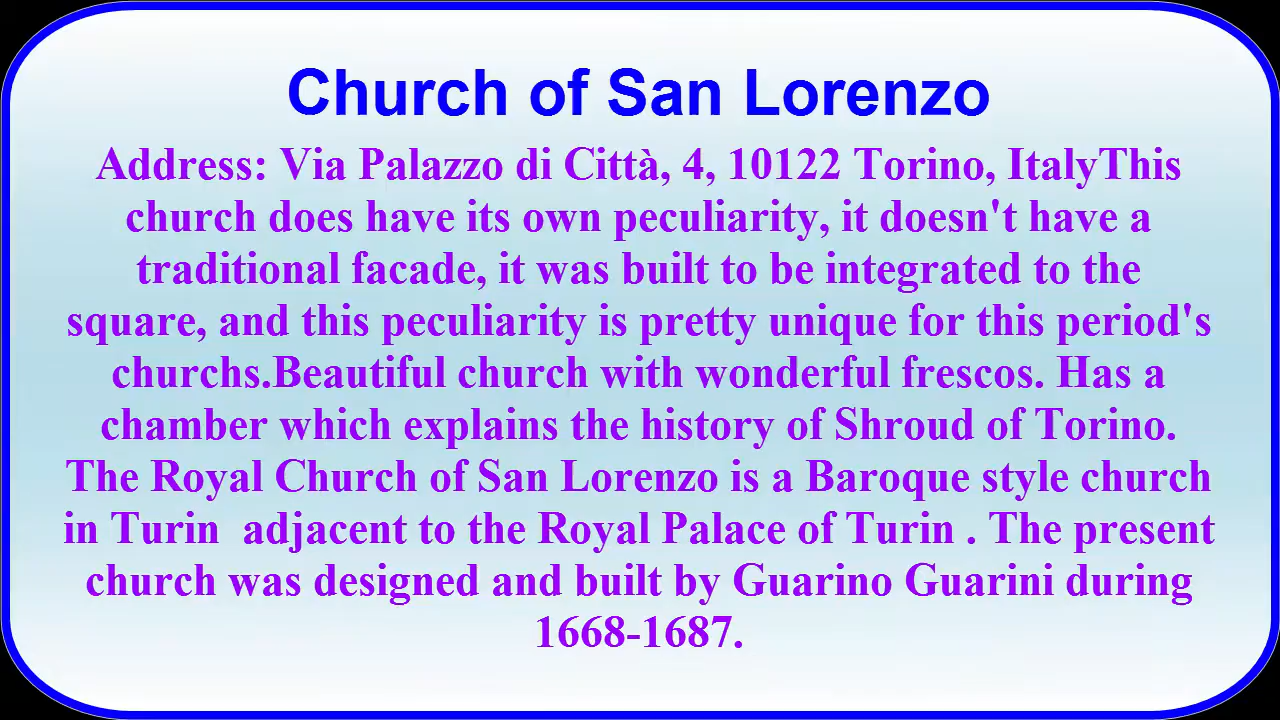 Church of San Lorenzo
Address: Via Palazzo di Città, 4, 10122 Torino, ItalyThis
church does have its own peculiarity, it doesn't have a
traditional facade, it was built to be integrated to the
square, and this peculiarity is pretty unique for this period's
churchs.Beautiful church with wonderful frescos. Has a
chamber which explains the history of Shroud of Torino.
The Royal Church of San Lorenzo is a Baroque style church
in Turin  adjacent to the Royal Palace of Turin . The present
church was designed and built by Guarino Guarini during
1668-1687.